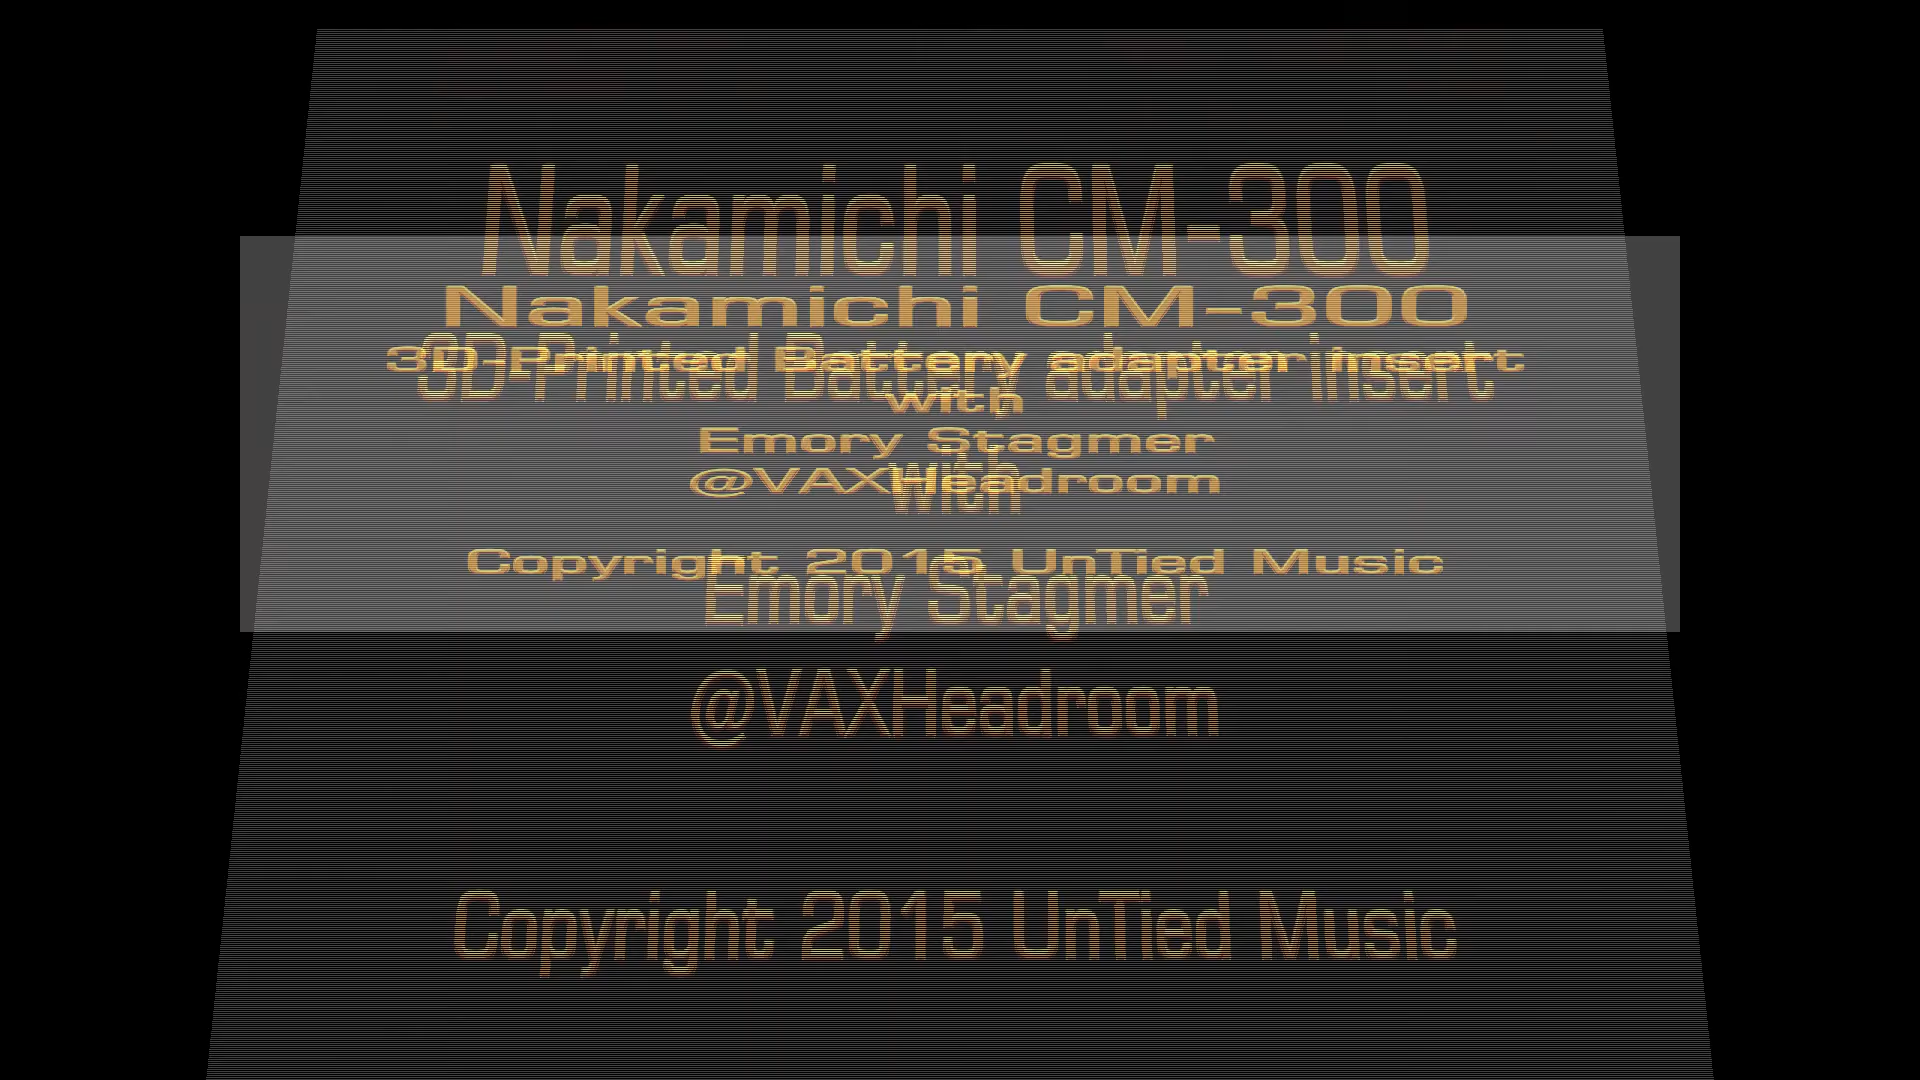 Nakamichi CM-300
Nakamichi CM-300
3D-Printed Battery adapter insert
3D-Printed Battery adapter insert
with
Emory Stagmer
@VAXHeadroom
with
Copyright 2015 UnTied Music
Emory Stagmer
@VAXHeadroom
Copyright 2015 UnTied Music